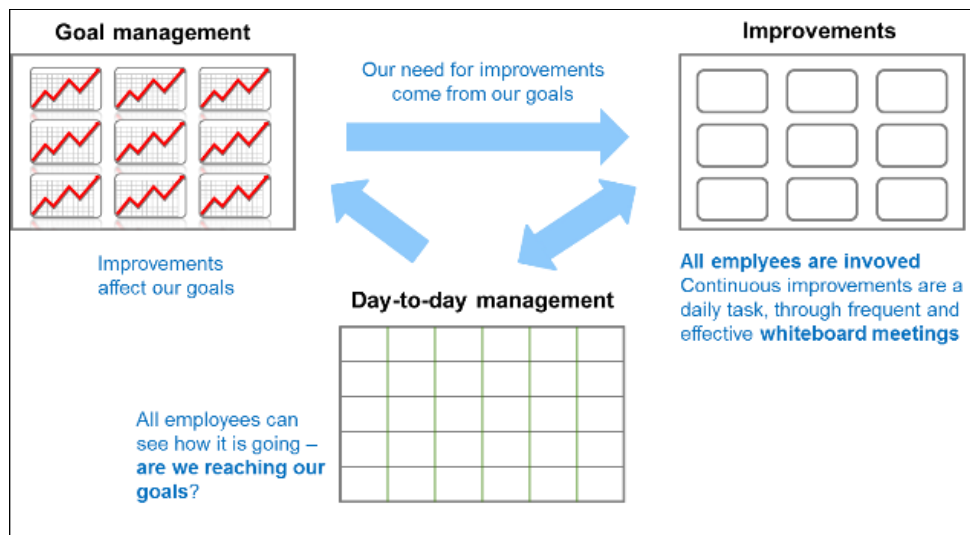 Goal management
Improvements
Our need for improvements
come from our goals
Improvements
affect our goals
All emplyees are invoved
Continuous improvements are a
daily task, through frequent and
effective whiteboard meetings
Day-to-day management
All employees can
see how it is going –
are we reaching our
goals?